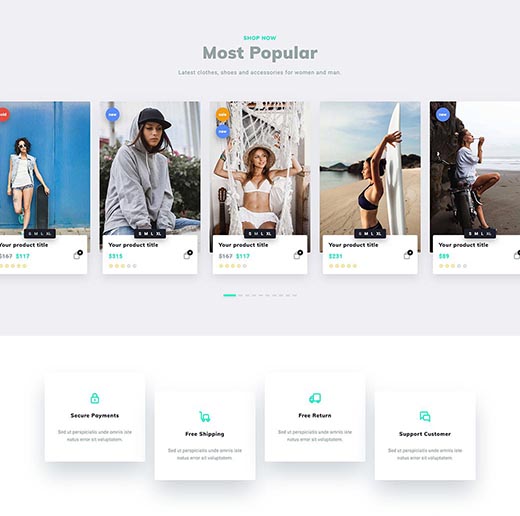 SHOP NOW
Most Popular
Latest clothes, shoes and accessories for women and man.
new
new
new
S M L XL
S M L XL
S M L XL
S M L XL
S M L XL
Your product title
Your product title
Your product title
Your product title
Your product title
$167 $117
$315
$167 $117
$231
$89
Secure Payments
Sed ut perspiciatis unde omnis iste
natus error sit voluptatem.
Free Shipping
Sed ut perspiciatis unde omnis iste
natus error sit voluptatem.
Free Return
Sed ut perspiciatis unde omnis iste
natus error sit voluptatem.
Support Customer
Sed ut perspiciatis unde omnis iste
natus error sit voluptatem.